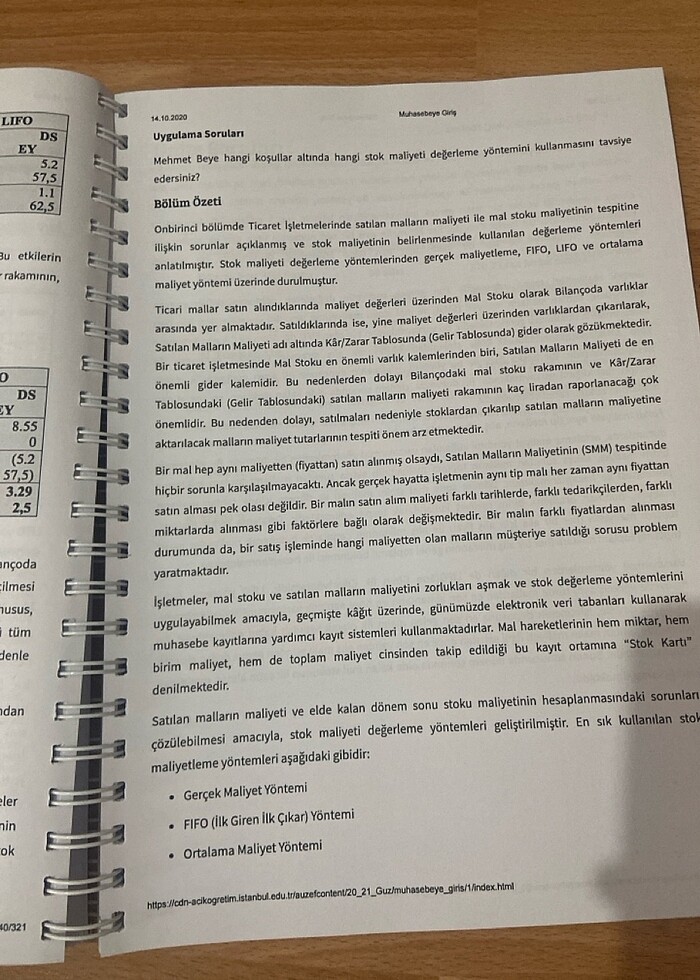 LIFO
DS
EY
5.2
57,5
1.1
62,5
Bu etkilerin
rakamının,
O
DS
EY
8.55
0
(5.2
57,5)
3.29
2,5
ançoda
çilmesi
nusus,
tüm
denle
ndan
eler
nin
ok
40/321
14.10.2020
Muhasebeye Giriş
Uygulama Soruları
Mehmet Beye hangi koşullar altında hangi stok maliyeti değerleme yöntemini kullanmasını tavsiye
edersiniz?
Bölüm Özeti
Onbirinci bölümde Ticaret İşletmelerinde satılan malların maliyeti ile mal stoku maliyetinin tespitine
ilişkin sorunlar açıklanmış ve stok maliyetinin belirlenmesinde kullanılan değerleme yöntemleri
anlatılmıştır. Stok maliyeti değerleme yöntemlerinden gerçek maliyetleme, FIFO, LIFO ve ortalama
maliyet yöntemi üzerinde durulmuştur.
Ticari mallar satın alındıklarında maliyet değerleri üzerinden Mal Stoku olarak Bilançoda varlıklar
arasında yer almaktadır. Satıldıklarında ise, yine maliyet değerleri üzerinden varlıklardan çıkarılarak,
Satılan Malların Maliyeti adı altında Kâr/Zarar Tablosunda (Gelir Tablosunda) gider olarak gözükmektedir.
Bir ticaret işletmesinde Mal Stoku en önemli varlık kalemlerinden biri, Satılan Malların Maliyeti de en
önemli gider kalemidir. Bu nedenlerden dolayı Bilançodaki mal stoku rakamının ve Kâr/Zarar
Tablosundaki (Gelir Tablosundaki) satılan malların maliyeti rakamının kaç liradan raporlanacağı çok
önemlidir. Bu nedenden dolayı, satılmaları nedeniyle stoklardan çıkarılıp satılan malların maliyetine
aktarılacak malların maliyet tutarlarının tespiti önem arz etmektedir.
Bir mal hep aynı maliyetten (fiyattan) satın alınmış olsaydı, Satılan Malların Maliyetinin (SMM) tespitinde
hiçbir sorunla karşılaşılmayacaktı. Ancak gerçek hayatta işletmenin aynı tip malı her zaman aynı fiyattan
satın alması pek olası değildir. Bir malın satın alım maliyeti farklı tarihlerde, farklı tedarikçilerden, farklı
miktarlarda alınması gibi faktörlere bağlı olarak değişmektedir. Bir malın farklı fiyatlardan alınması
durumunda da, bir satış işleminde hangi maliyetten olan malların müşteriye satıldığı sorusu problem
yaratmaktadır.
İşletmeler, mal stoku ve satılan malların maliyetini zorlukları aşmak ve stok değerleme yöntemlerini
uygulayabilmek amacıyla, geçmişte kâğıt üzerinde, günümüzde elektronik veri tabanları kullanarak
muhasebe kayıtlarına yardımcı kayıt sistemleri kullanmaktadırlar. Mal hareketlerinin hem miktar, hem
birim maliyet, hem de toplam maliyet cinsinden takip edildiği bu kayıt ortamına “Stok Kartı”
denilmektedir.
Satılan malların maliyeti ve elde kalan dönem sonu stoku maliyetinin hesaplanmasındaki sorunları
çözülebilmesi amacıyla, stok maliyeti değerleme yöntemleri geliştirilmiştir. En sık kullanılan stok
maliyetleme yöntemleri aşağıdaki gibidir:
• Gerçek Maliyet Yöntemi
• FIFO (İlk Giren İlk Çıkar) Yöntemi
• Ortalama Maliyet Yöntemi
https://cdn-acikogretim.istanbul.edu.tr/auzefcontent/20_21_Guz/muhasebeye_giris/1/index.html